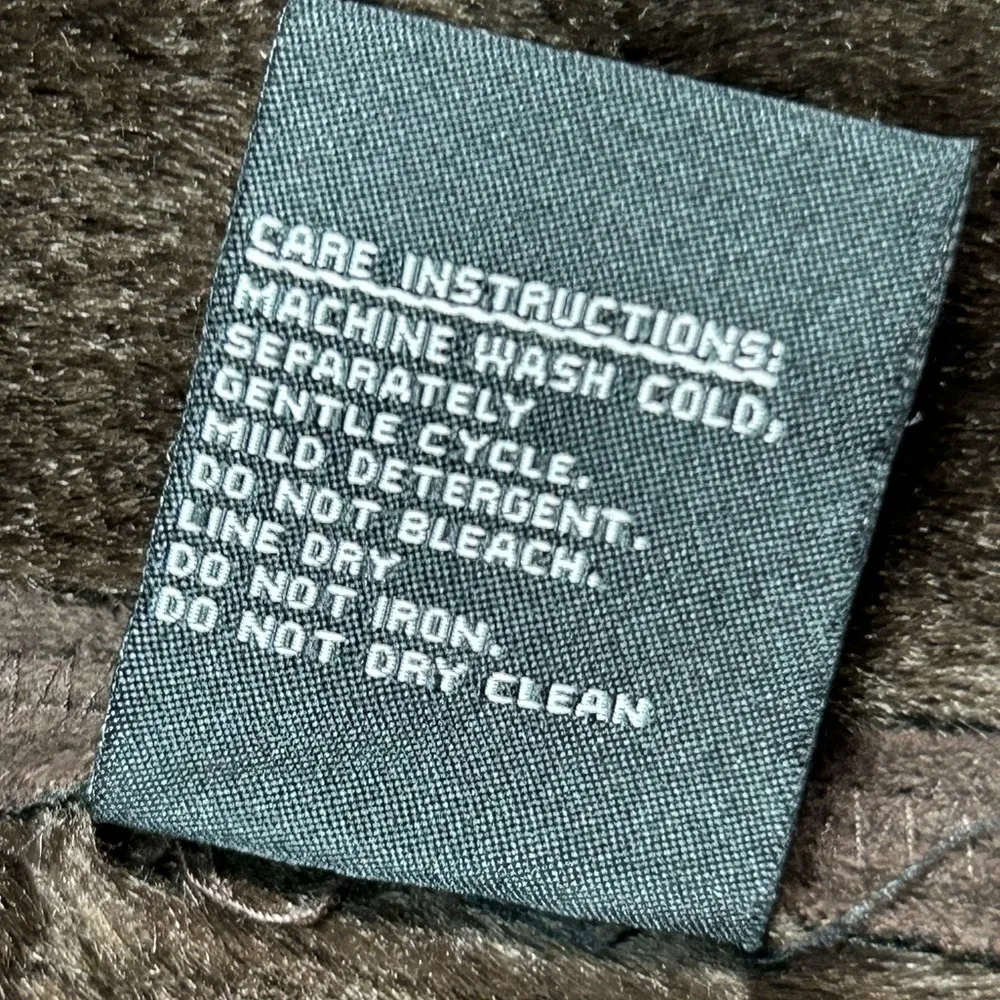 CARE INSTRUCTIONS:
MACHINE WASH COLD,
SEPARATELY
GENTLE CYCLE.
MILD DETERGENT.
DO NOT BLEACH.
LINE DRY
DO NOT IRON.
DO NOT DRY CLEAN